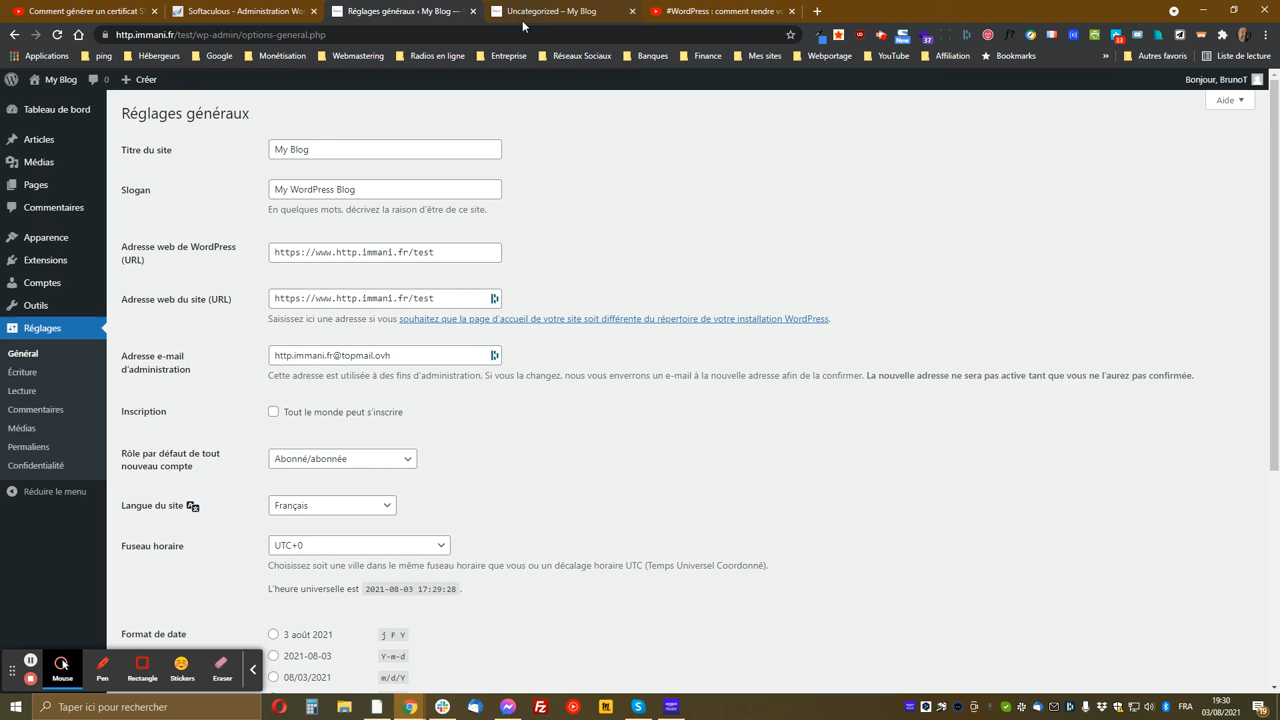 Comment générer un certificat S
Softaculous - Administration Wo
Réglages généraux ‹ My Blog —
Uncategorized – My Blog
#WordPress : comment rendre v
http.immani.fr/test/wp-admin/options-general.php
New
37
33
Applications
ping
Hébergeurs
Google
Monétisation
Webmastering
Radios en ligne
Entreprise
Réseaux Sociaux
Banques
Finance
Mes sites
Webportage
YouTube
Affiliation
Bookmarks
»
Autres favoris
Liste de lecture
My Blog
0
Créer
Bonjour, BrunoT
Aide
Tableau de bord
Articles
Médias
Pages
Commentaires
Apparence
Extensions
Comptes
Outils
Réglages
Général
Écriture
Lecture
Commentaires
Médias
Permaliens
Confidentialité
Réduire le menu
Réglages généraux
Titre du site
My Blog
Slogan
My WordPress Blog
En quelques mots, décrivez la raison d’être de ce site.
Adresse web de WordPress
(URL)
https://www.http.immani.fr/test
Adresse web du site (URL)
https://www.http.immani.fr/test
Saisissez ici une adresse si vous souhaitez que la page d’accueil de votre site soit différente du répertoire de votre installation WordPress.
Adresse e-mail
d’administration
http.immani.fr@topmail.ovh
Cette adresse est utilisée à des fins d’administration. Si vous la changez, nous vous enverrons un e-mail à la nouvelle adresse afin de la confirmer. La nouvelle adresse ne sera pas active tant que vous ne l’aurez pas confirmée.
Inscription
Tout le monde peut s’inscrire
Rôle par défaut de tout
nouveau compte
Abonné/abonnée
Langue du site
Français
Fuseau horaire
UTC+0
Choisissez soit une ville dans le même fuseau horaire que vous ou un décalage horaire UTC (Temps Universel Coordonné).
L’heure universelle est 2021-08-03 17:29:28 .
Format de date
3 août 2021 j F Y
2021-08-03 Y-m-d
08/03/2021 m/d/Y
Mouse
Pen
Rectangle
Stickers
Eraser
Taper ici pour rechercher
FRA
19:30
03/08/2021